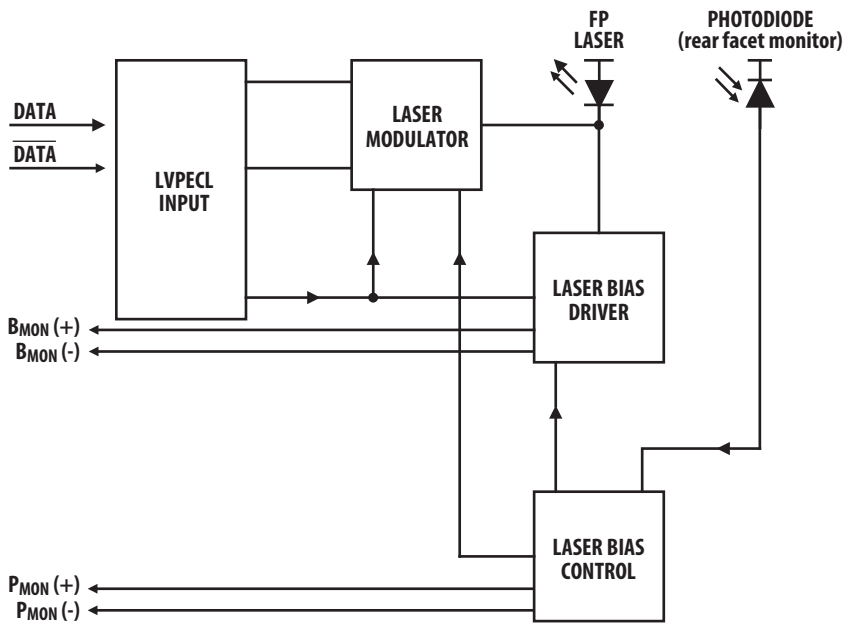 FP
LASER
PHOTODIODE
(rear facet monitor)
DATA
DATA
LVPECL
INPUT
LASER
MODULATOR
LASER BIAS
DRIVER
BMON (+)
BMON (-)
LASER BIAS
CONTROL
PMON (+)
PMON (-)